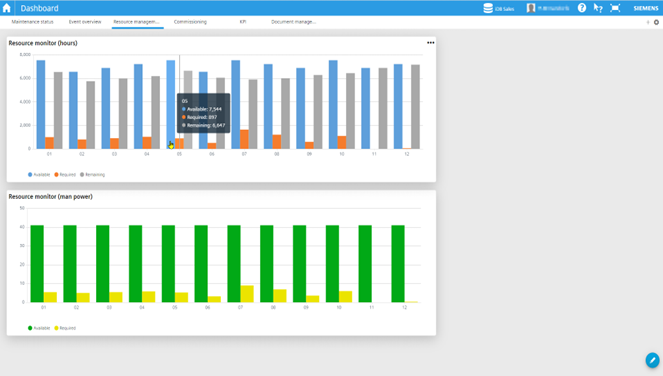 Dashboard
GB Sales
SIEMENS
Maintenance status Event overview Resource managem... Commissioning KPI Document manage...
Resource monitor (hours)
8,000
6,000
4,000
2,000
0
01 02 03 04 05 06 07 08 09 10 11 12
05
Available: 7,544
Required: 897
Remaining: 6,647
Available Required Remaining
Resource monitor (man power)
50
40
30
20
10
0
01 02 03 04 05 06 07 08 09 10 11 12
Available Required